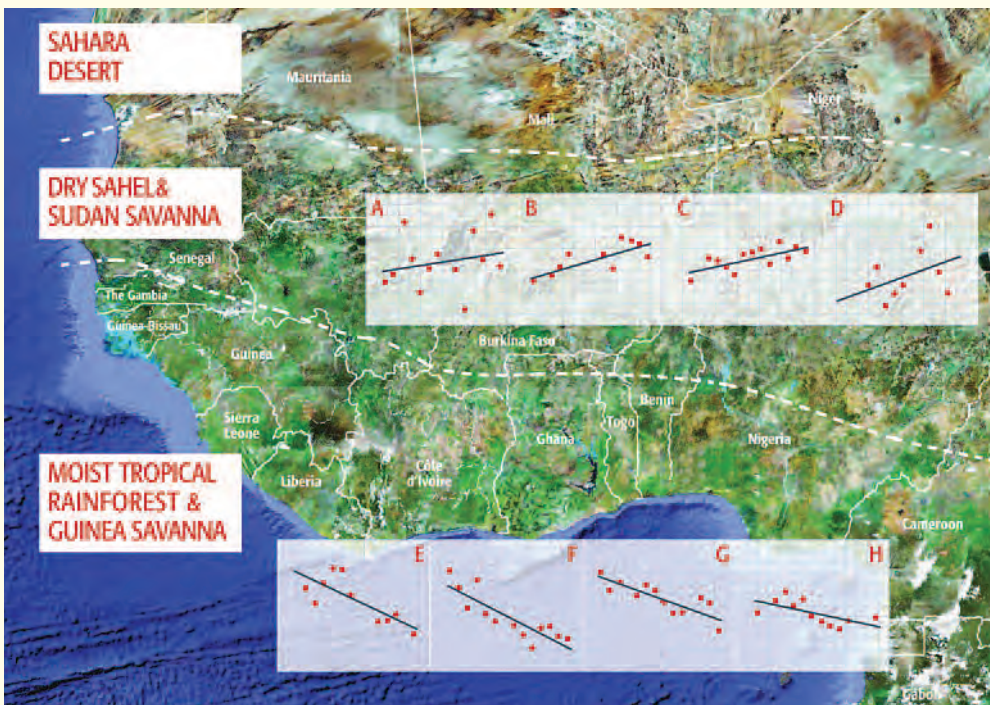 SAHARA
DESERT
Mauritania
Mali
Niger
DRY SAHEL&
SUDAN SAVANNA
A
B
C
D
Senegal
The Gambia
Guinea-Bissau
Guinea
Burkina Faso
Sierra
Leone
Benin
Togo
Ghana
Nigeria
Côte
d'Ivoire
Liberia
MOIST TROPICAL
RAINFOREST &
GUINEA SAVANNA
Cameroon
E
F
G
H
Gabon